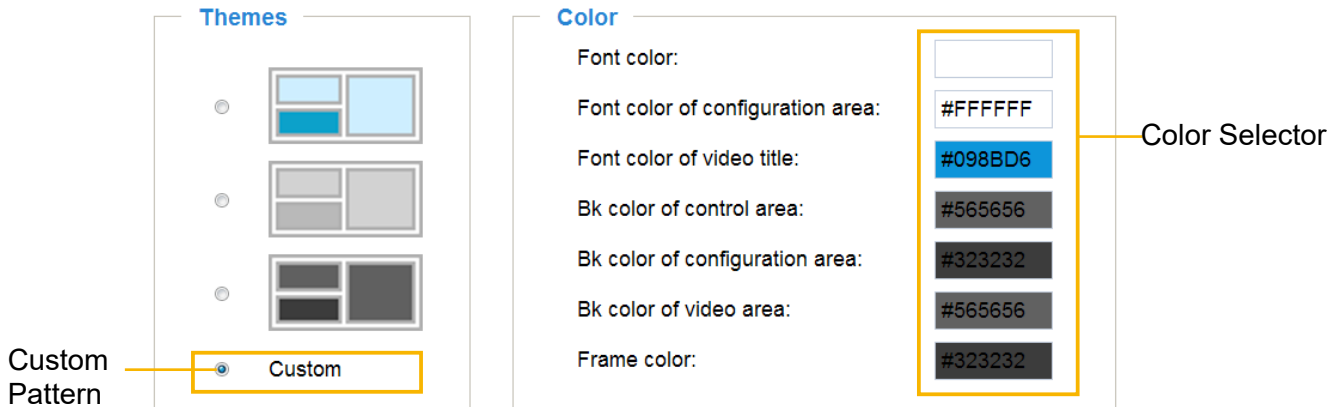 Themes
Custom
Custom
Pattern
Color
Font color:
Font color of configuration area: #FFFFFF
Font color of video title: #098BD6
Bk color of control area: #565656
Bk color of configuration area: #323232
Bk color of video area: #565656
Frame color: #323232
Color Selector